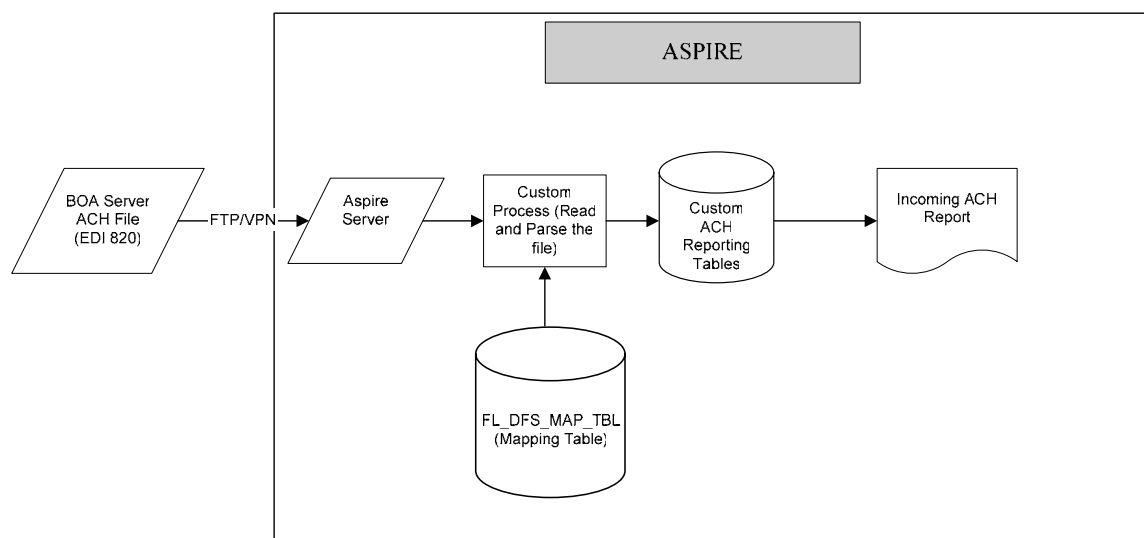 ASPIRE
BOA Server
ACH File
(EDI 820)
FTP/VPN
Aspire
Server
Custom
Process (Read
and Parse the
file)
Custom
ACH
Reporting
Tables
Incoming ACH
Report
FL_DFS_MAP_TBL
(Mapping Table)